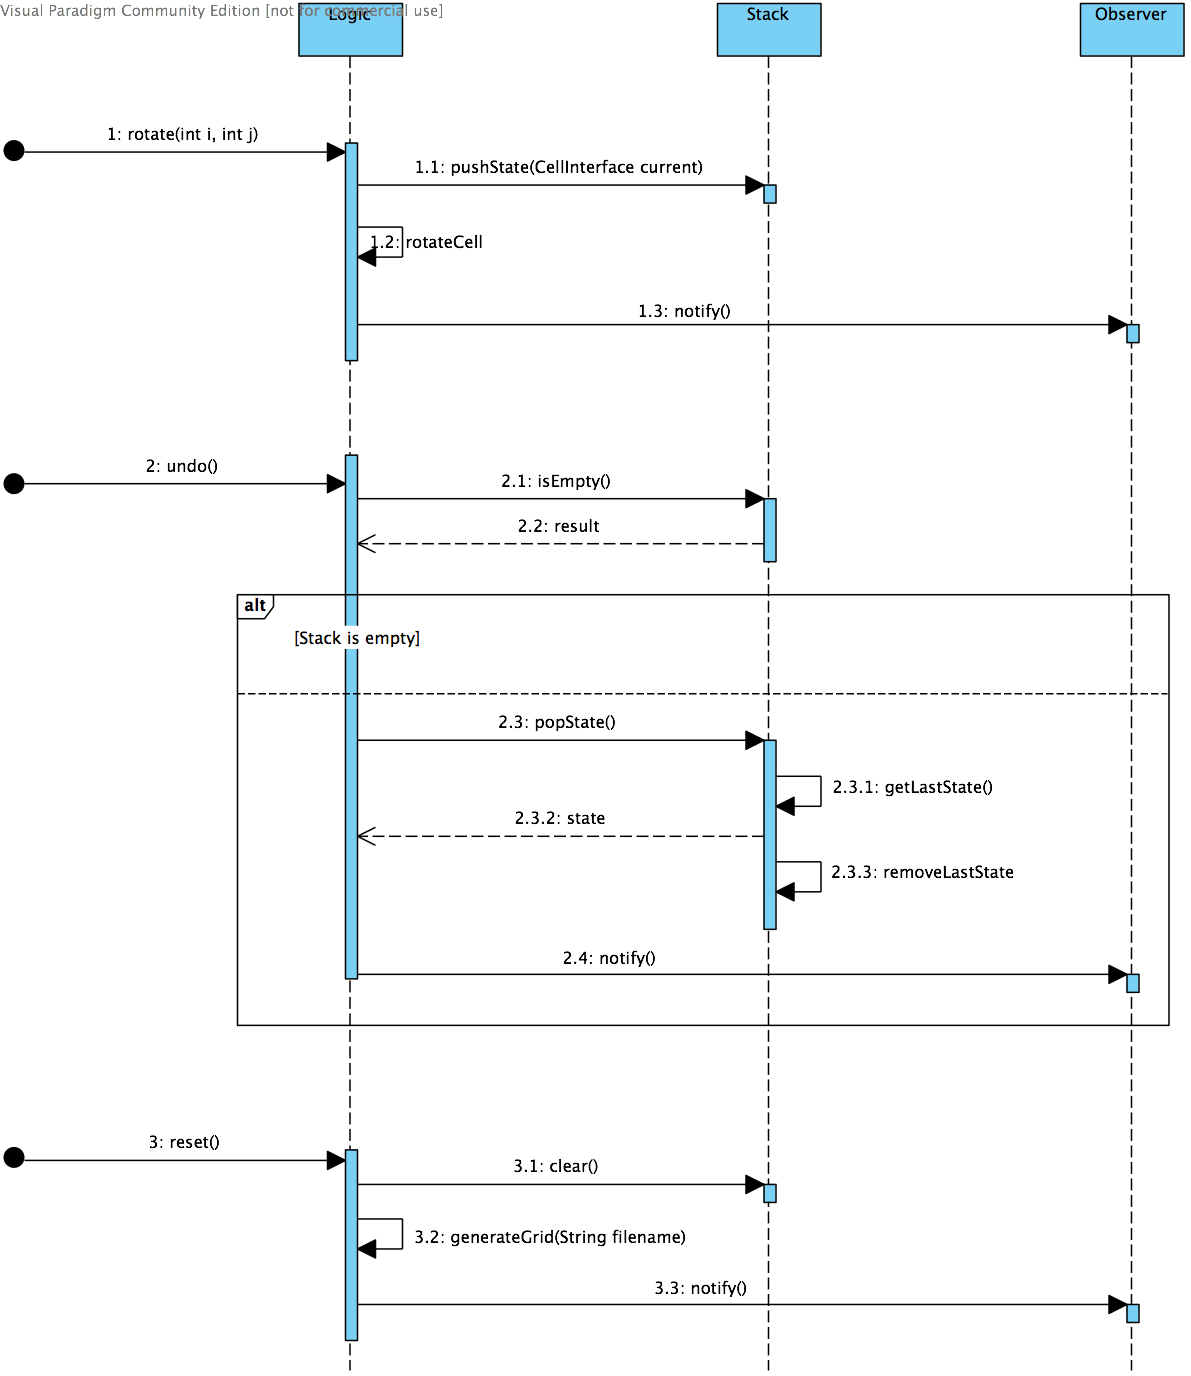 Visual Paradigm Community Edition [not for commercial use]
Logic
Stack
Observer
1: rotate(int i, int j)
1.1: pushState(CellInterface current)
1.2: rotateCell
1.3: notify()
2: undo()
2.1: isEmpty()
2.2: result
alt
[Stack is empty]
2.3: popState()
2.3.1: getLastState()
2.3.2: state
2.3.3: removeLastState
2.4: notify()
3: reset()
3.1: clear()
3.2: generateGrid(String filename)
3.3: notify()